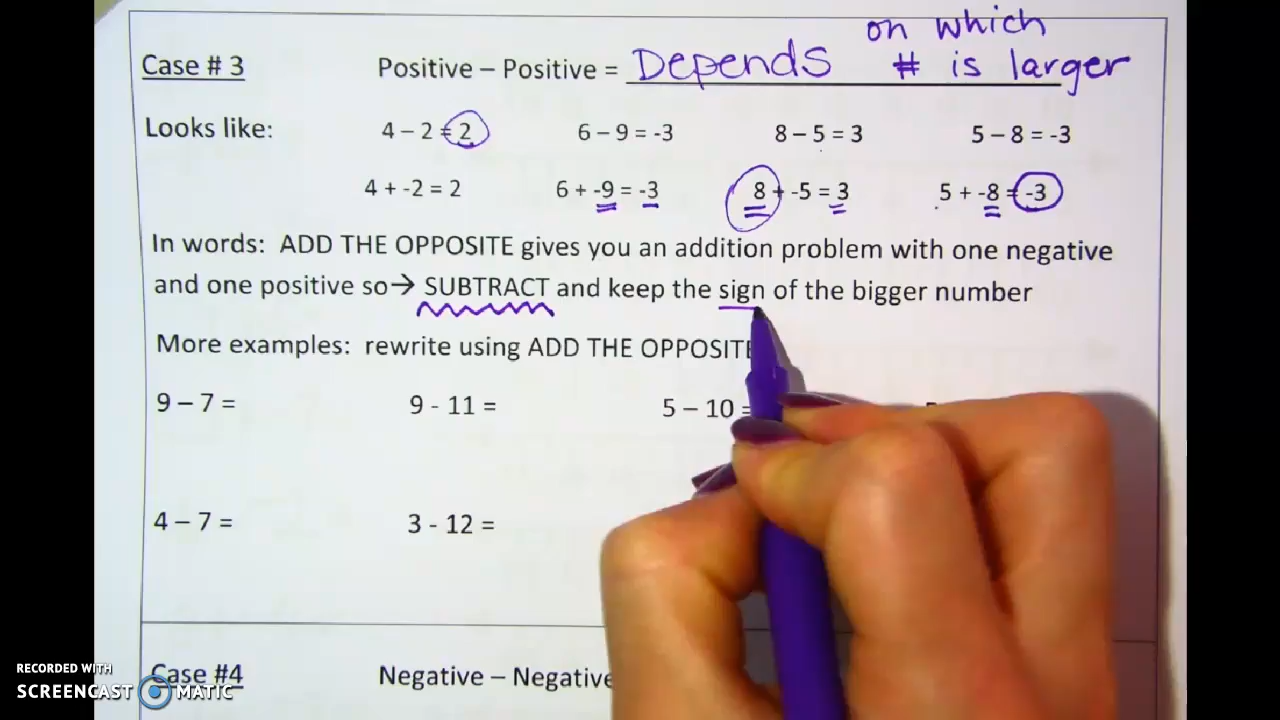 on which
Case # 3 Positive – Positive = Depends # is larger
Looks like: 4 – 2 = 2 6 – 9 = -3 8 – 5 = 3 5 – 8 = -3
4 + -2 = 2 6 + -9 = -3 8 + -5 = 3 5 + -8 = -3
In words: ADD THE OPPOSITE gives you an addition problem with one negative
and one positive so→ SUBTRACT and keep the sign of the bigger number
More examples: rewrite using ADD THE OPPOSITE
9 – 7 = 9 - 11 = 5 – 10 =
4 – 7 = 3 - 12 =
Case #4 Negative – Negative
RECORDED WITH
SCREENCAST MATIC